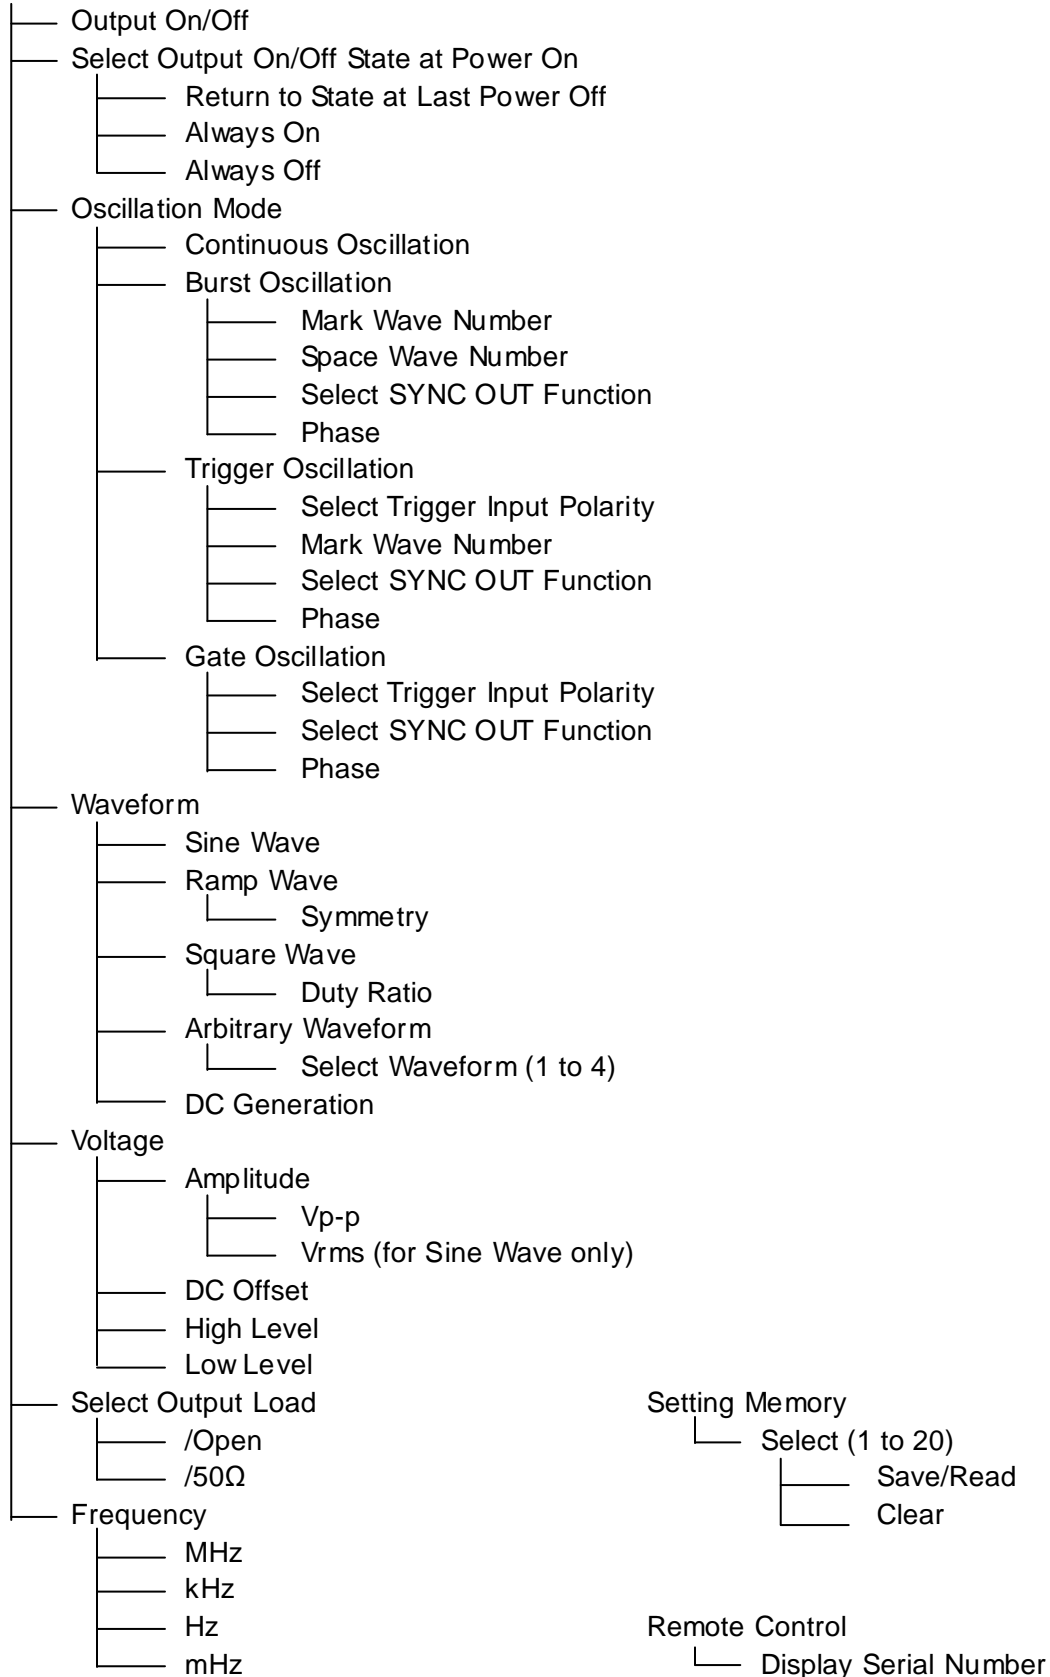 Output On/Off
Select Output On/Off State at Power On
Return to State at Last Power Off
Always On
Always Off
Oscillation Mode
Continuous Oscillation
Burst Oscillation
Mark Wave Number
Space Wave Number
Select SYNC OUT Function
Phase
Trigger Oscillation
Select Trigger Input Polarity
Mark Wave Number
Select SYNC OUT Function
Phase
Gate Oscillation
Select Trigger Input Polarity
Select SYNC OUT Function
Phase
Waveform
Sine Wave
Ramp Wave
Symmetry
Square Wave
Duty Ratio
Arbitrary Waveform
Select Waveform (1 to 4)
DC Generation
Voltage
Amplitude
Vp-p
Vrms (for Sine Wave only)
DC Offset
High Level
Low Level
Select Output Load
/Open
/50Ω
Frequency
MHz
kHz
Hz
mHz
Setting Memory
Select (1 to 20)
Save/Read
Clear
Remote Control
Display Serial Number